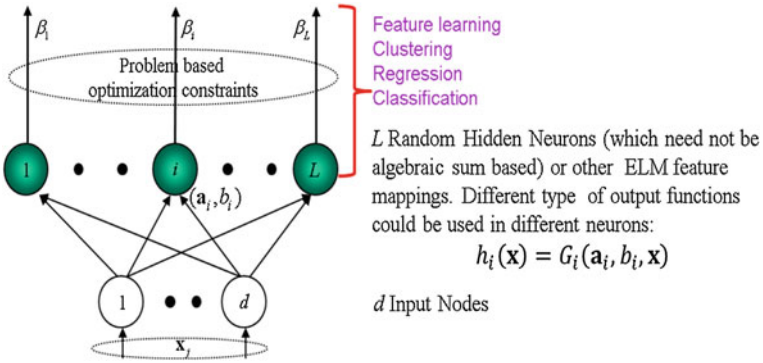 β₁ βᵢ β_L
Problem based
optimization constraints
Feature learning
Clustering
Regression
Classification
1 i L
(aᵢ, bᵢ)
L Random Hidden Neurons (which need not be
algebraic sum based) or other ELM feature
mappings. Different type of output functions
could be used in different neurons:
hᵢ(x) = Gᵢ(aᵢ, bᵢ, x)
1 d
d Input Nodes
xⱼ